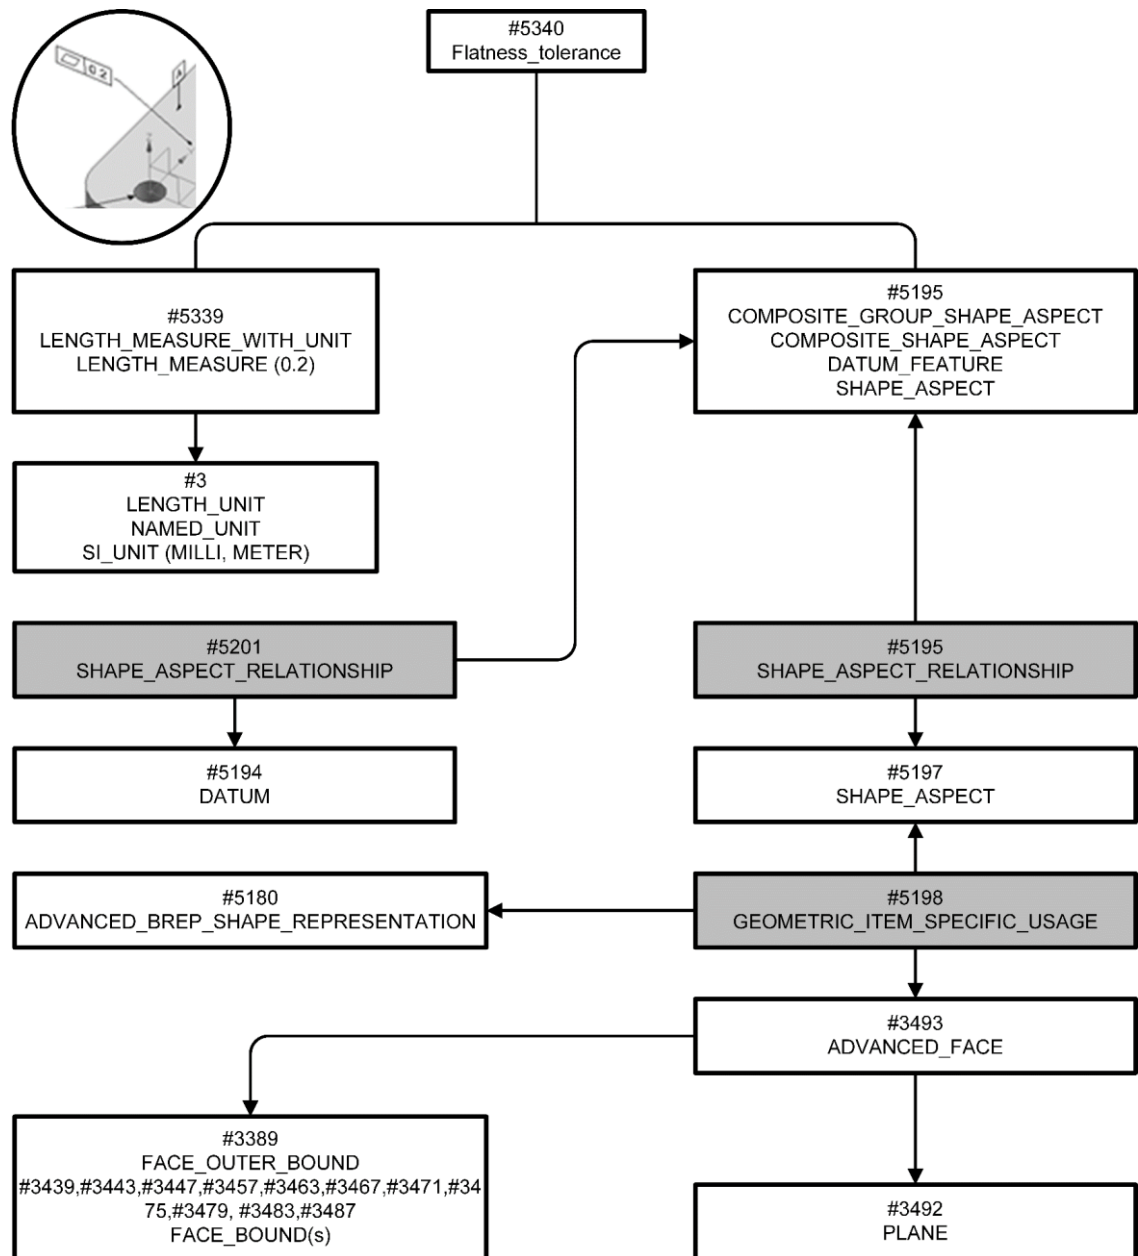 #5340
Flatness_tolerance
0.2
A
#5339
LENGTH_MEASURE_WITH_UNIT
LENGTH_MEASURE (0.2)
#5195
COMPOSITE_GROUP_SHAPE_ASPECT
COMPOSITE_SHAPE_ASPECT
DATUM_FEATURE
SHAPE_ASPECT
#3
LENGTH_UNIT
NAMED_UNIT
SI_UNIT (MILLI, METER)
#5201
SHAPE_ASPECT_RELATIONSHIP
#5195
SHAPE_ASPECT_RELATIONSHIP
#5194
DATUM
#5197
SHAPE_ASPECT
#5180
ADVANCED_BREP_SHAPE_REPRESENTATION
#5198
GEOMETRIC_ITEM_SPECIFIC_USAGE
#3493
ADVANCED_FACE
#3389
FACE_OUTER_BOUND
#3439,#3443,#3447,#3457,#3463,#3467,#3471,#34
75,#3479, #3483,#3487
FACE_BOUND(s)
#3492
PLANE